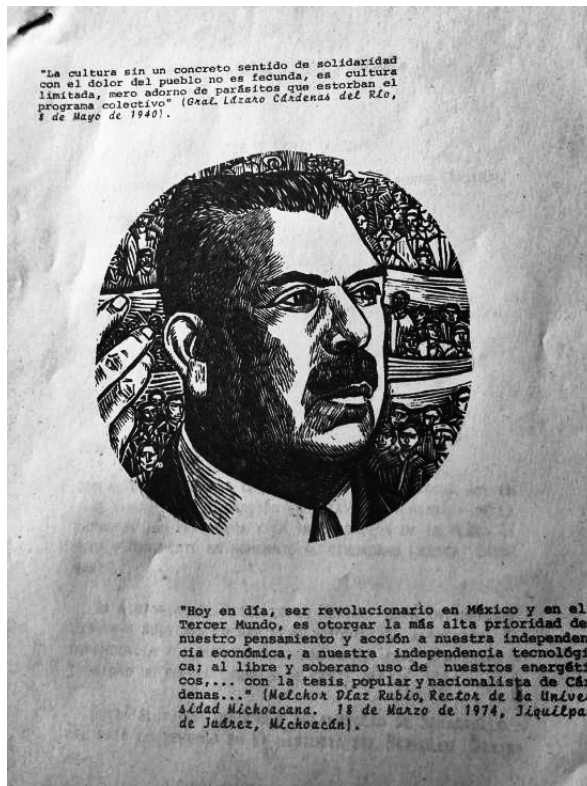 "La cultura sin un concreto sentido de solidaridad
con el dolor del pueblo no es fecunda, es cultura
limitada, mero adorno de parásitos que estorban el
programa colectivo" (Gral. Lázaro Cárdenas del Río,
8 de Mayo de 1940).
"Hoy en día, ser revolucionario en México y en el
Tercer Mundo, es otorgar la más alta prioridad de
nuestro pensamiento y acción a nuestra independen
cia económica, a nuestra independencia tecnológi
ca; al libre y soberano uso de nuestros energéti
cos,... con la tesis popular y nacionalista de Cár
denas..." (Melchor Díaz Rubio, Rector de la Univer
sidad Michoacana. 18 de Marzo de 1974, Jiquilpa
de Juárez, Michoacán).